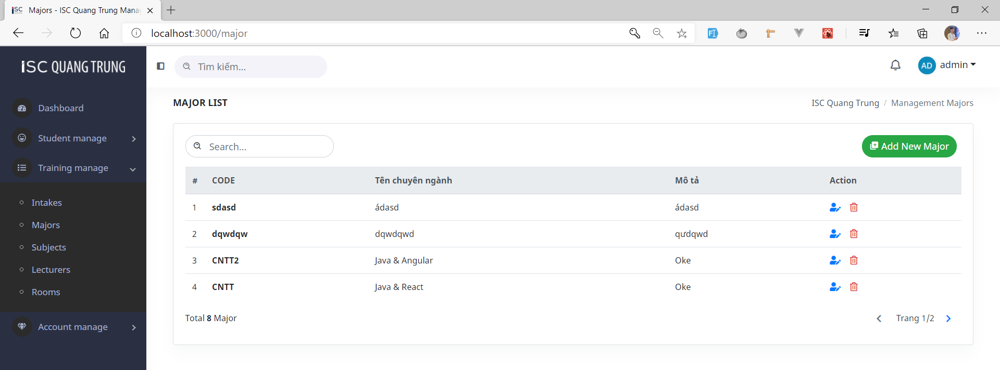 ISC Majors - ISC Quang Trung Mana
localhost:3000/major
ISC QUANG TRUNG
Tìm kiếm...
AD admin
Dashboard
Student manage
Training manage
Intakes
Majors
Subjects
Lecturers
Rooms
Account manage
MAJOR LIST
ISC Quang Trung / Management Majors
Search...
Add New Major
# CODE Tên chuyên ngành Mô tả Action
1 sdasd ádasd ádasd
2 dqwdqw dqwdqwd qưdqwd
3 CNTT2 Java & Angular Oke
4 CNTT Java & React Oke
Total 8 Major
Trang 1/2